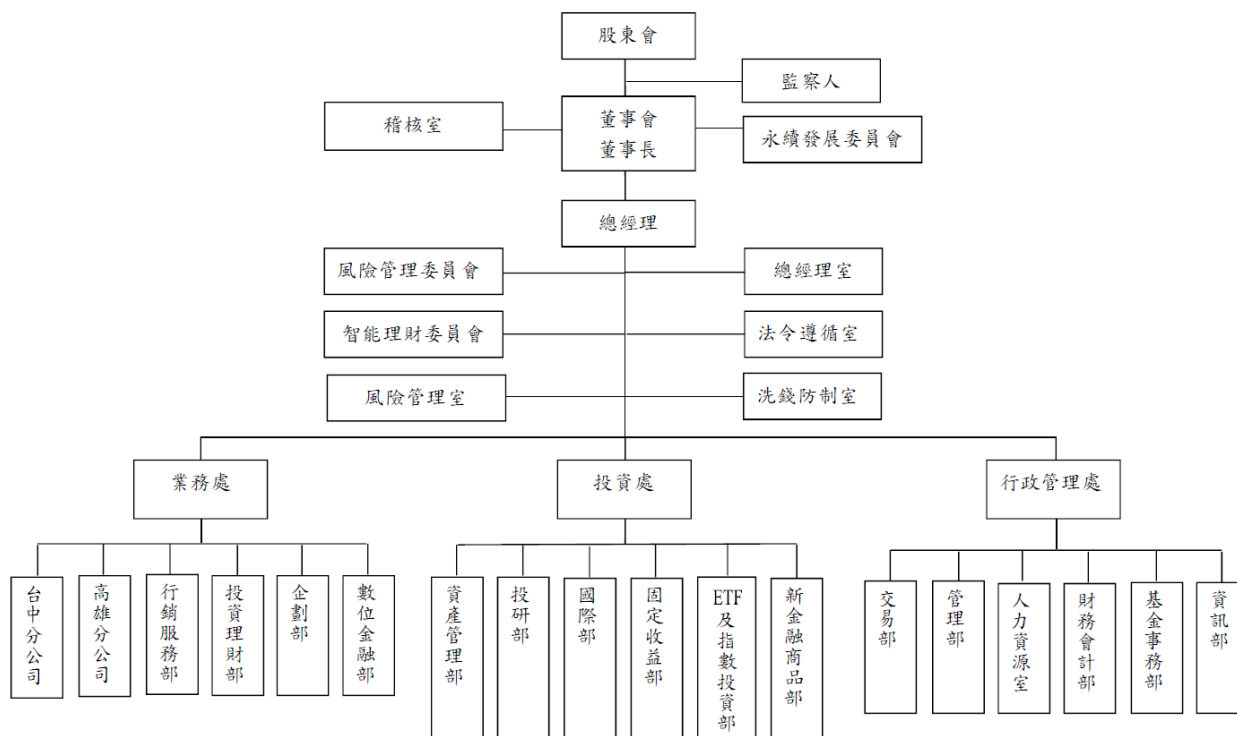 股東會
監察人
稽核室
董事會
董事長
永續發展委員會
總經理
風險管理委員會
總經理室
智能理財委員會
法令遵循室
風險管理室
洗錢防制室
業務處
投資處
行政管理處
台中分公司
高雄分公司
行銷服務部
投資理財部
企劃部
數位金融部
資產管理部
投研部
國際部
固定收益部
ETF及指數投資部
新金融商品部
交易部
管理部
人力資源室
財務會計部
基金事務部
資訊部